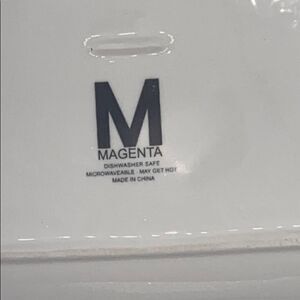 M
MAGENTA
DISHWASHER SAFE
MICROWAVEABLE - MAY GET HOT
MADE IN CHINA